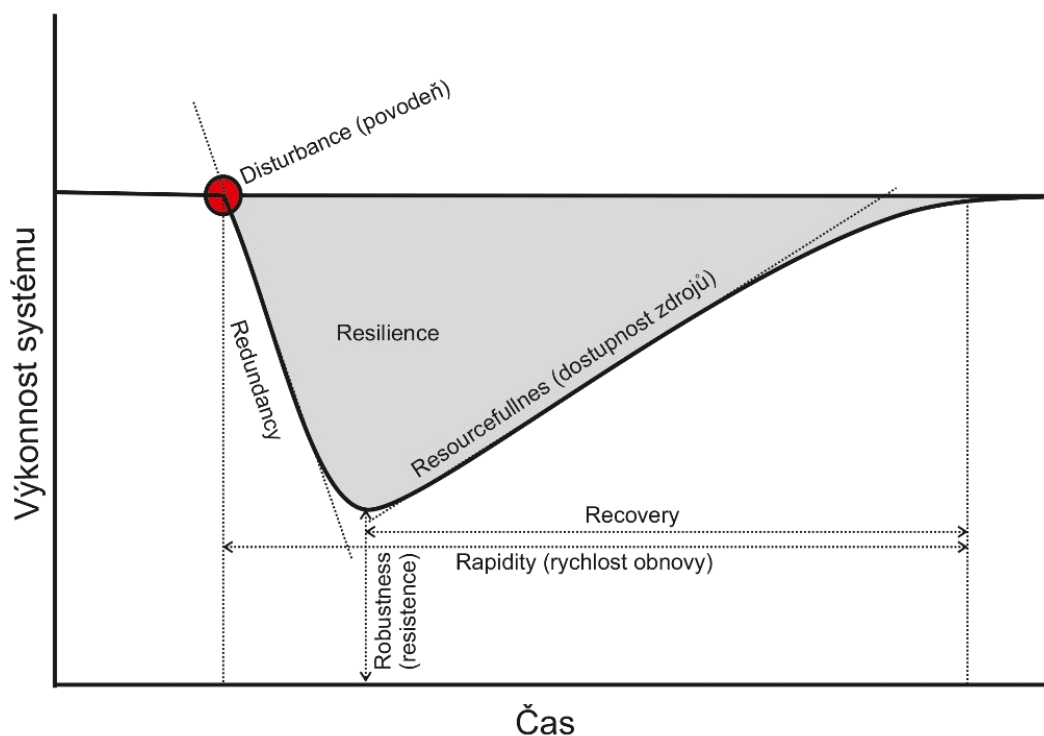 Disturbance (povodeň)
Výkonnost systému
Redundancy
Resilience
Resourcefullnes (dostupnost zdrojů)
Recovery
Rapidity (rychlost obnovy)
Robustness
(resistence)
Čas